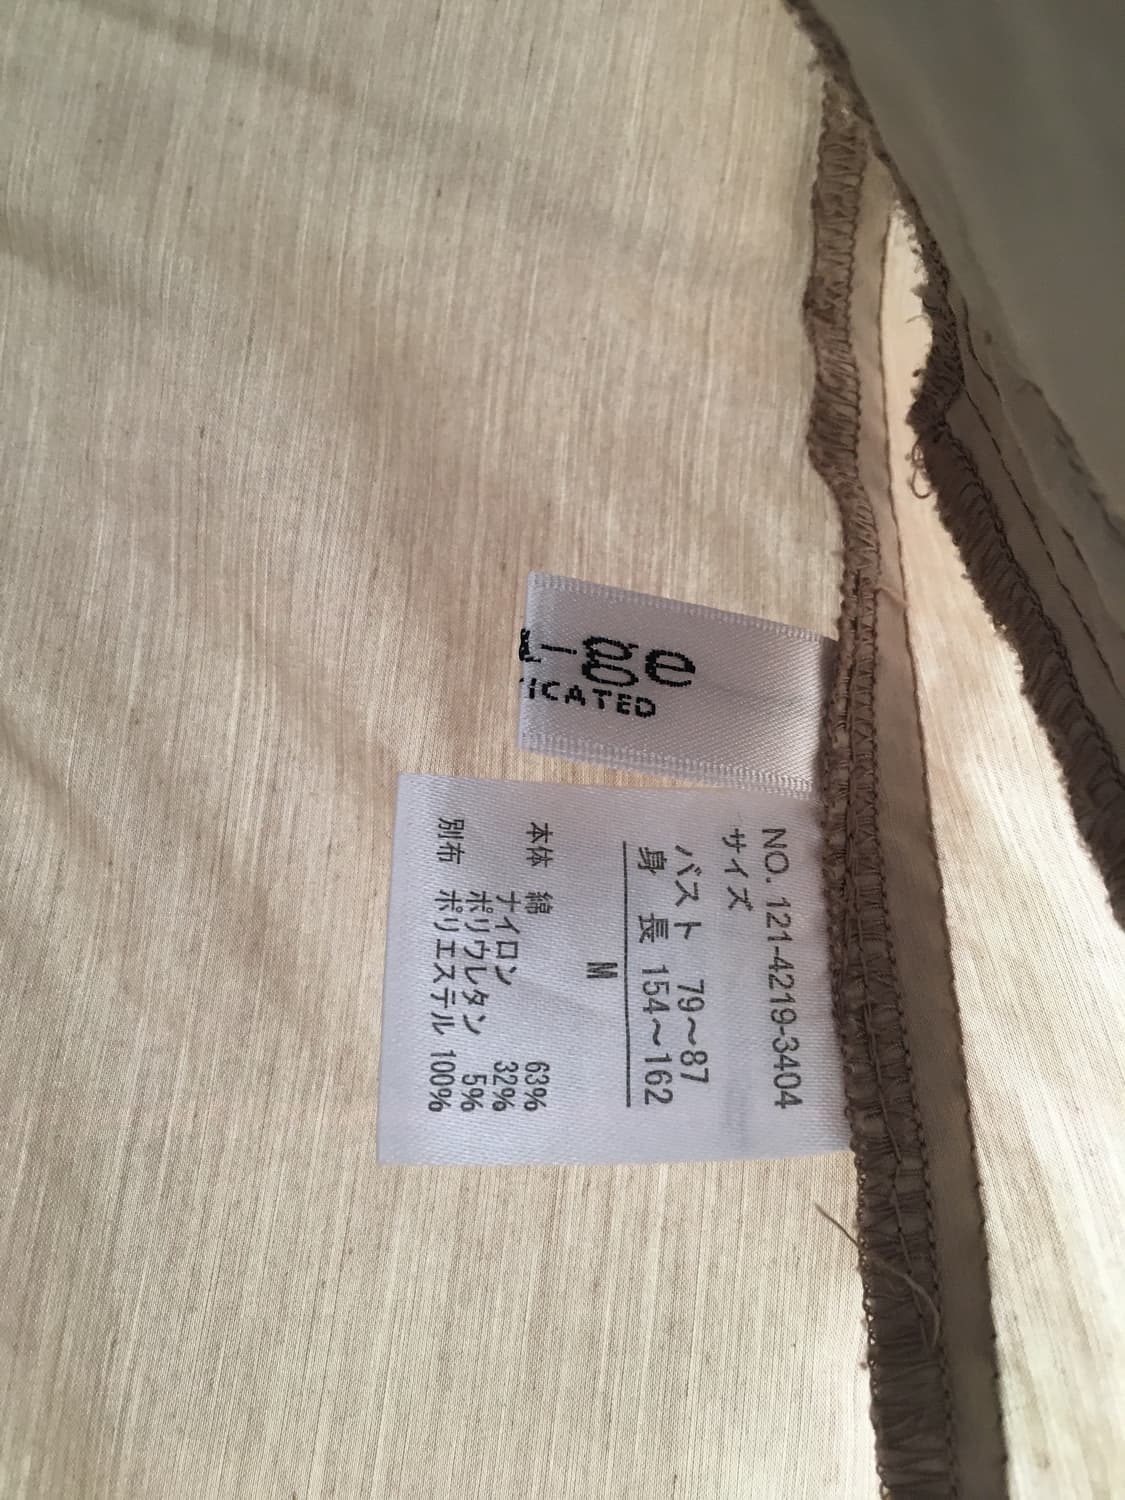 -ge
ICATED
NO. 121-4219-3404
サイズ
バスト 79～87
身 長 154～162
M
本体 綿 63%
ナイロン 32%
ポリウレタン 5%
別布 ポリエステル 100%